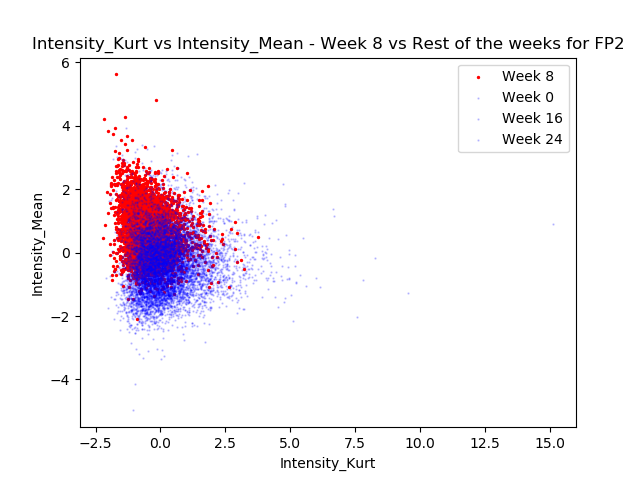 Intensity_Kurt vs Intensity_Mean - Week 8 vs Rest of the weeks for FP2
Week 8
Week 0
Week 16
Week 24
6
4
2
0
−2
−4
Intensity_Mean
−2.5 0.0 2.5 5.0 7.5 10.0 12.5 15.0
Intensity_Kurt